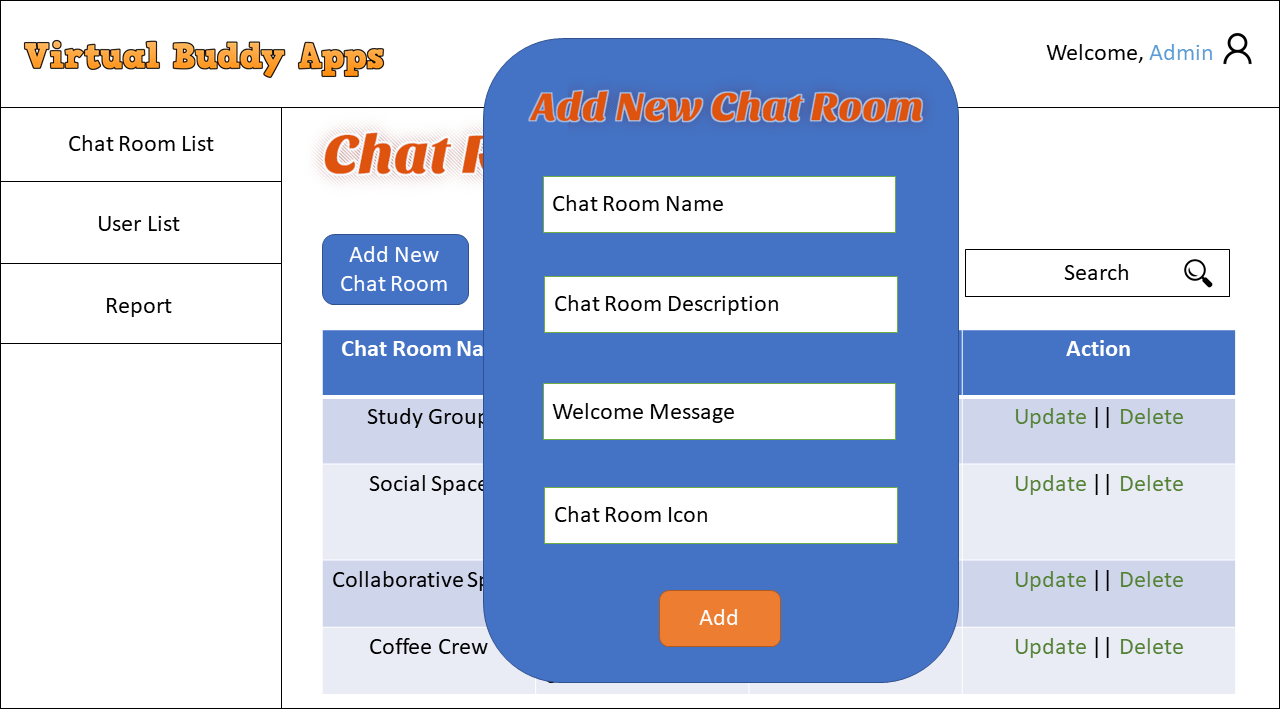 Virtual Buddy Apps
Welcome, Admin
Chat Room List
User List
Report
Chat
Add New
Chat Room
Search
Chat Room Na
Action
Study Group
Update || Delete
Social Space
Update || Delete
Collaborative Sp
Update || Delete
Coffee Crew
Update || Delete
Add New Chat Room
Chat Room Name
Chat Room Description
Welcome Message
Chat Room Icon
Add